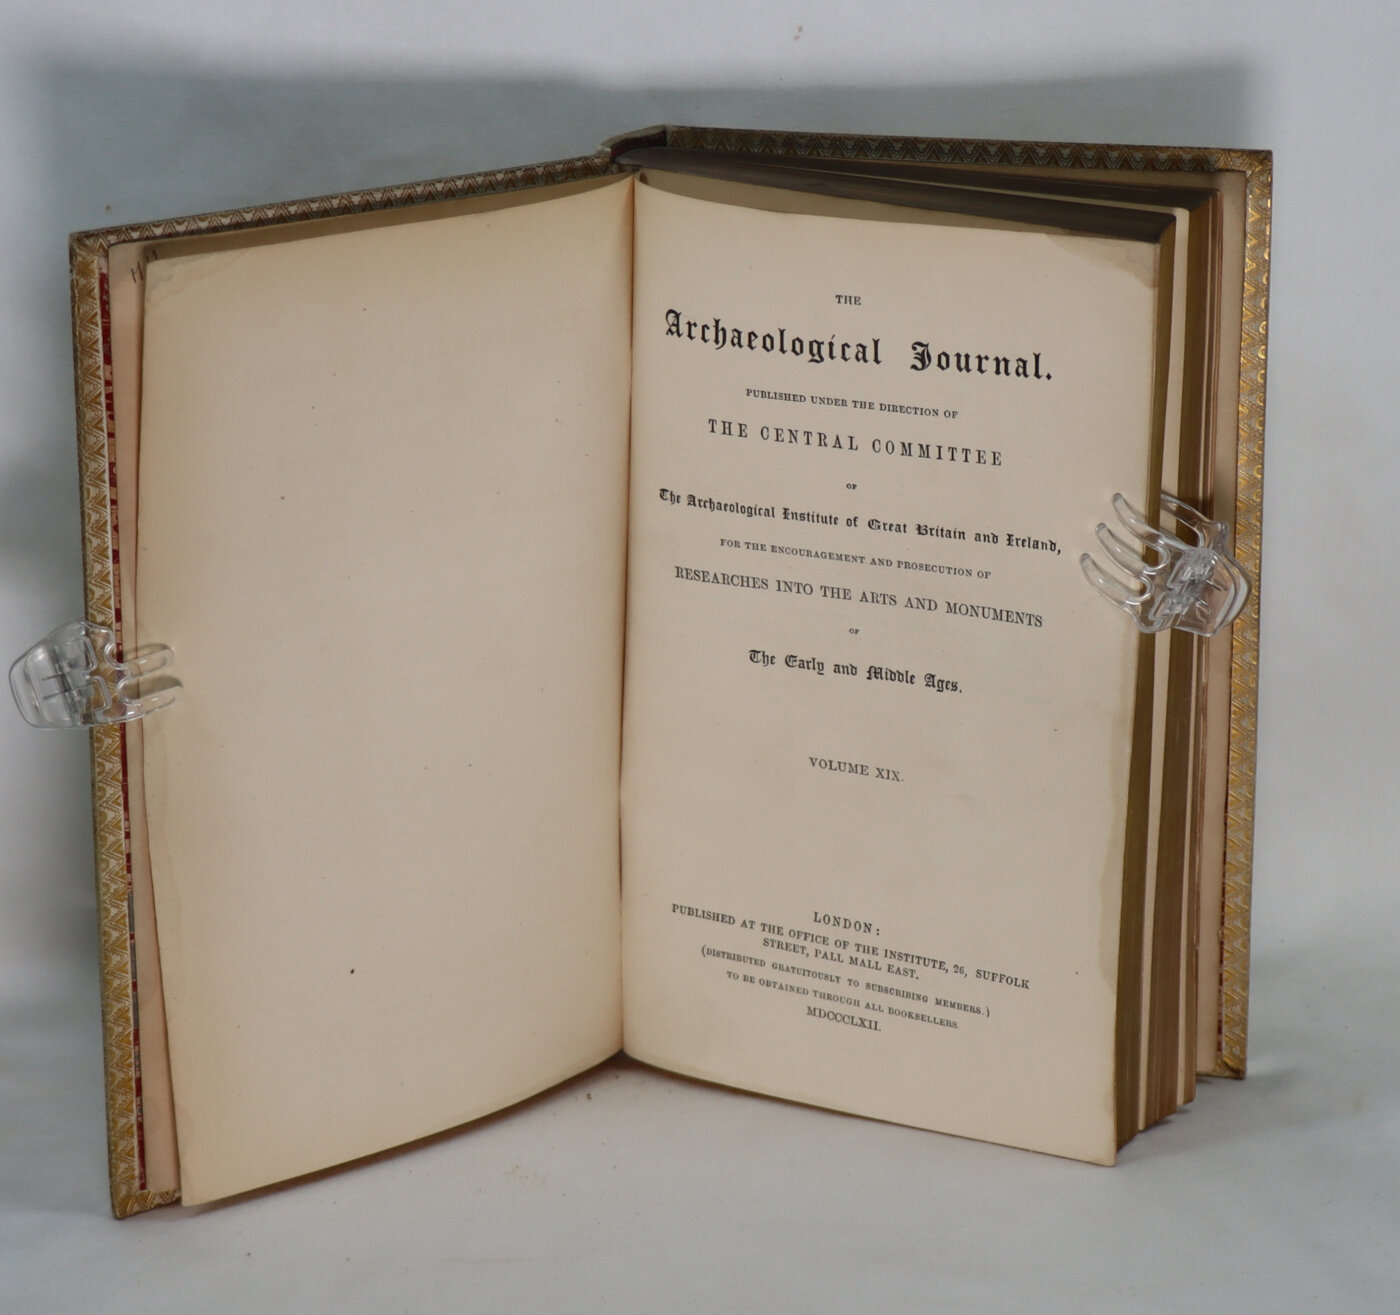 THE
Archaeological Journal.
PUBLISHED UNDER THE DIRECTION OF
THE CENTRAL COMMITTEE
OF
The Archaeological Institute of Great Britain and Ireland,
FOR THE ENCOURAGEMENT AND PROSECUTION OF
RESEARCHES INTO THE ARTS AND MONUMENTS
OF
The Early and Middle Ages.
VOLUME XIX.
LONDON:
PUBLISHED AT THE OFFICE OF THE INSTITUTE, 26, SUFFOLK
STREET, PALL MALL EAST.
(DISTRIBUTED GRATUITOUSLY TO SUBSCRIBING MEMBERS.)
TO BE OBTAINED THROUGH ALL BOOKSELLERS.
MDCCCLXII.